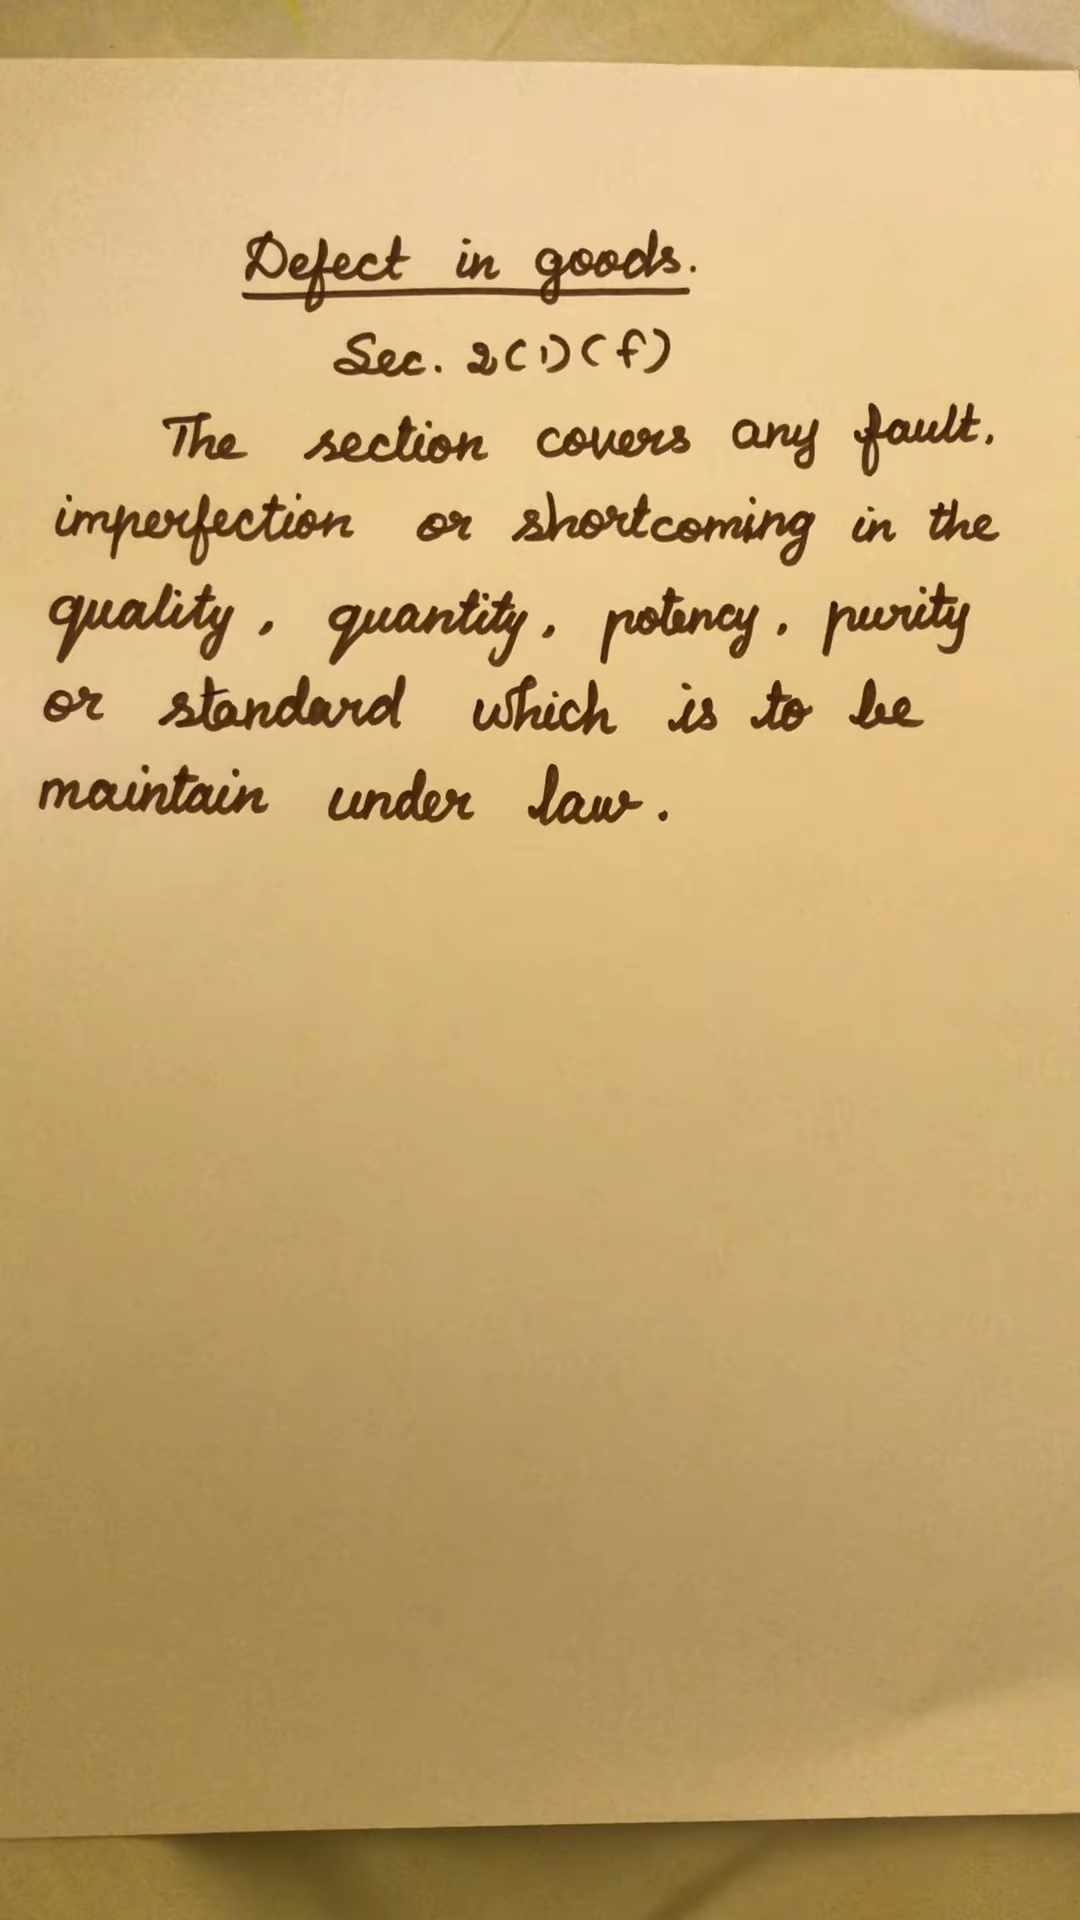 Defect in goods.
Sec. 2(1)(f)
The section covers any fault,
imperfection or shortcoming in the
quality, quantity, potency, purity
or standard which is to be
maintain under law.